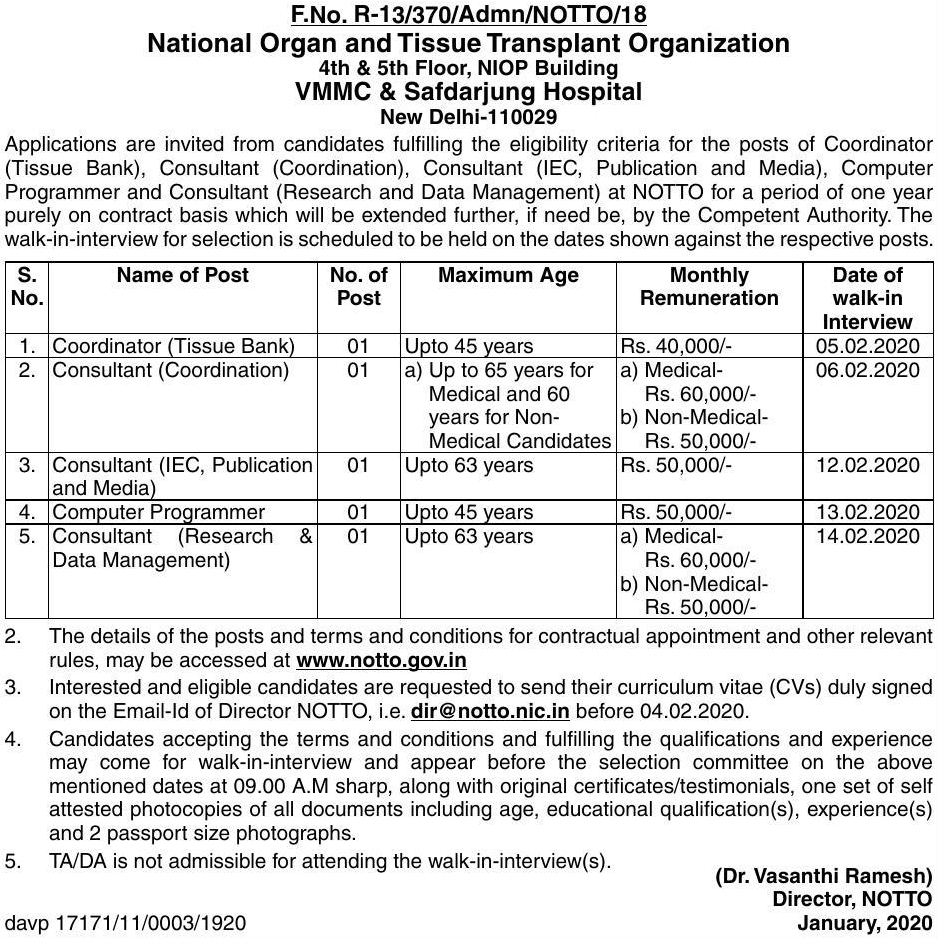 F.No. R-13/370/Admn/NOTTO/18
National Organ and Tissue Transplant Organization
4th & 5th Floor, NIOP Building
VMMC & Safdarjung Hospital
New Delhi-110029
Applications are invited from candidates fulfilling the eligibility criteria for the posts of Coordinator
(Tissue Bank), Consultant (Coordination), Consultant (IEC, Publication and Media), Computer
Programmer and Consultant (Research and Data Management) at NOTTO for a period of one year
purely on contract basis which will be extended further, if need be, by the Competent Authority. The
walk-in-interview for selection is scheduled to be held on the dates shown against the respective posts.
S. Name of Post No. of Maximum Age Monthly Date of
No. Post Remuneration walk-in
Interview
1. Coordinator (Tissue Bank) 01 Upto 45 years Rs. 40,000/- 05.02.2020
2. Consultant (Coordination) 01 a) Up to 65 years for a) Medical- 06.02.2020
Medical and 60 Rs. 60,000/-
years for Non- b) Non-Medical-
Medical Candidates Rs. 50,000/-
3. Consultant (IEC, Publication 01 Upto 63 years Rs. 50,000/- 12.02.2020
and Media)
4. Computer Programmer 01 Upto 45 years Rs. 50,000/- 13.02.2020
5. Consultant (Research & 01 Upto 63 years a) Medical- 14.02.2020
Data Management) Rs. 60,000/-
b) Non-Medical-
Rs. 50,000/-
2. The details of the posts and terms and conditions for contractual appointment and other relevant
rules, may be accessed at www.notto.gov.in
3. Interested and eligible candidates are requested to send their curriculum vitae (CVs) duly signed
on the Email-Id of Director NOTTO, i.e. dir@notto.nic.in before 04.02.2020.
4. Candidates accepting the terms and conditions and fulfilling the qualifications and experience
may come for walk-in-interview and appear before the selection committee on the above
mentioned dates at 09.00 A.M sharp, along with original certificates/testimonials, one set of self
attested photocopies of all documents including age, educational qualification(s), experience(s)
and 2 passport size photographs.
5. TA/DA is not admissible for attending the walk-in-interview(s).
(Dr. Vasanthi Ramesh)
Director, NOTTO
davp 17171/11/0003/1920 January, 2020